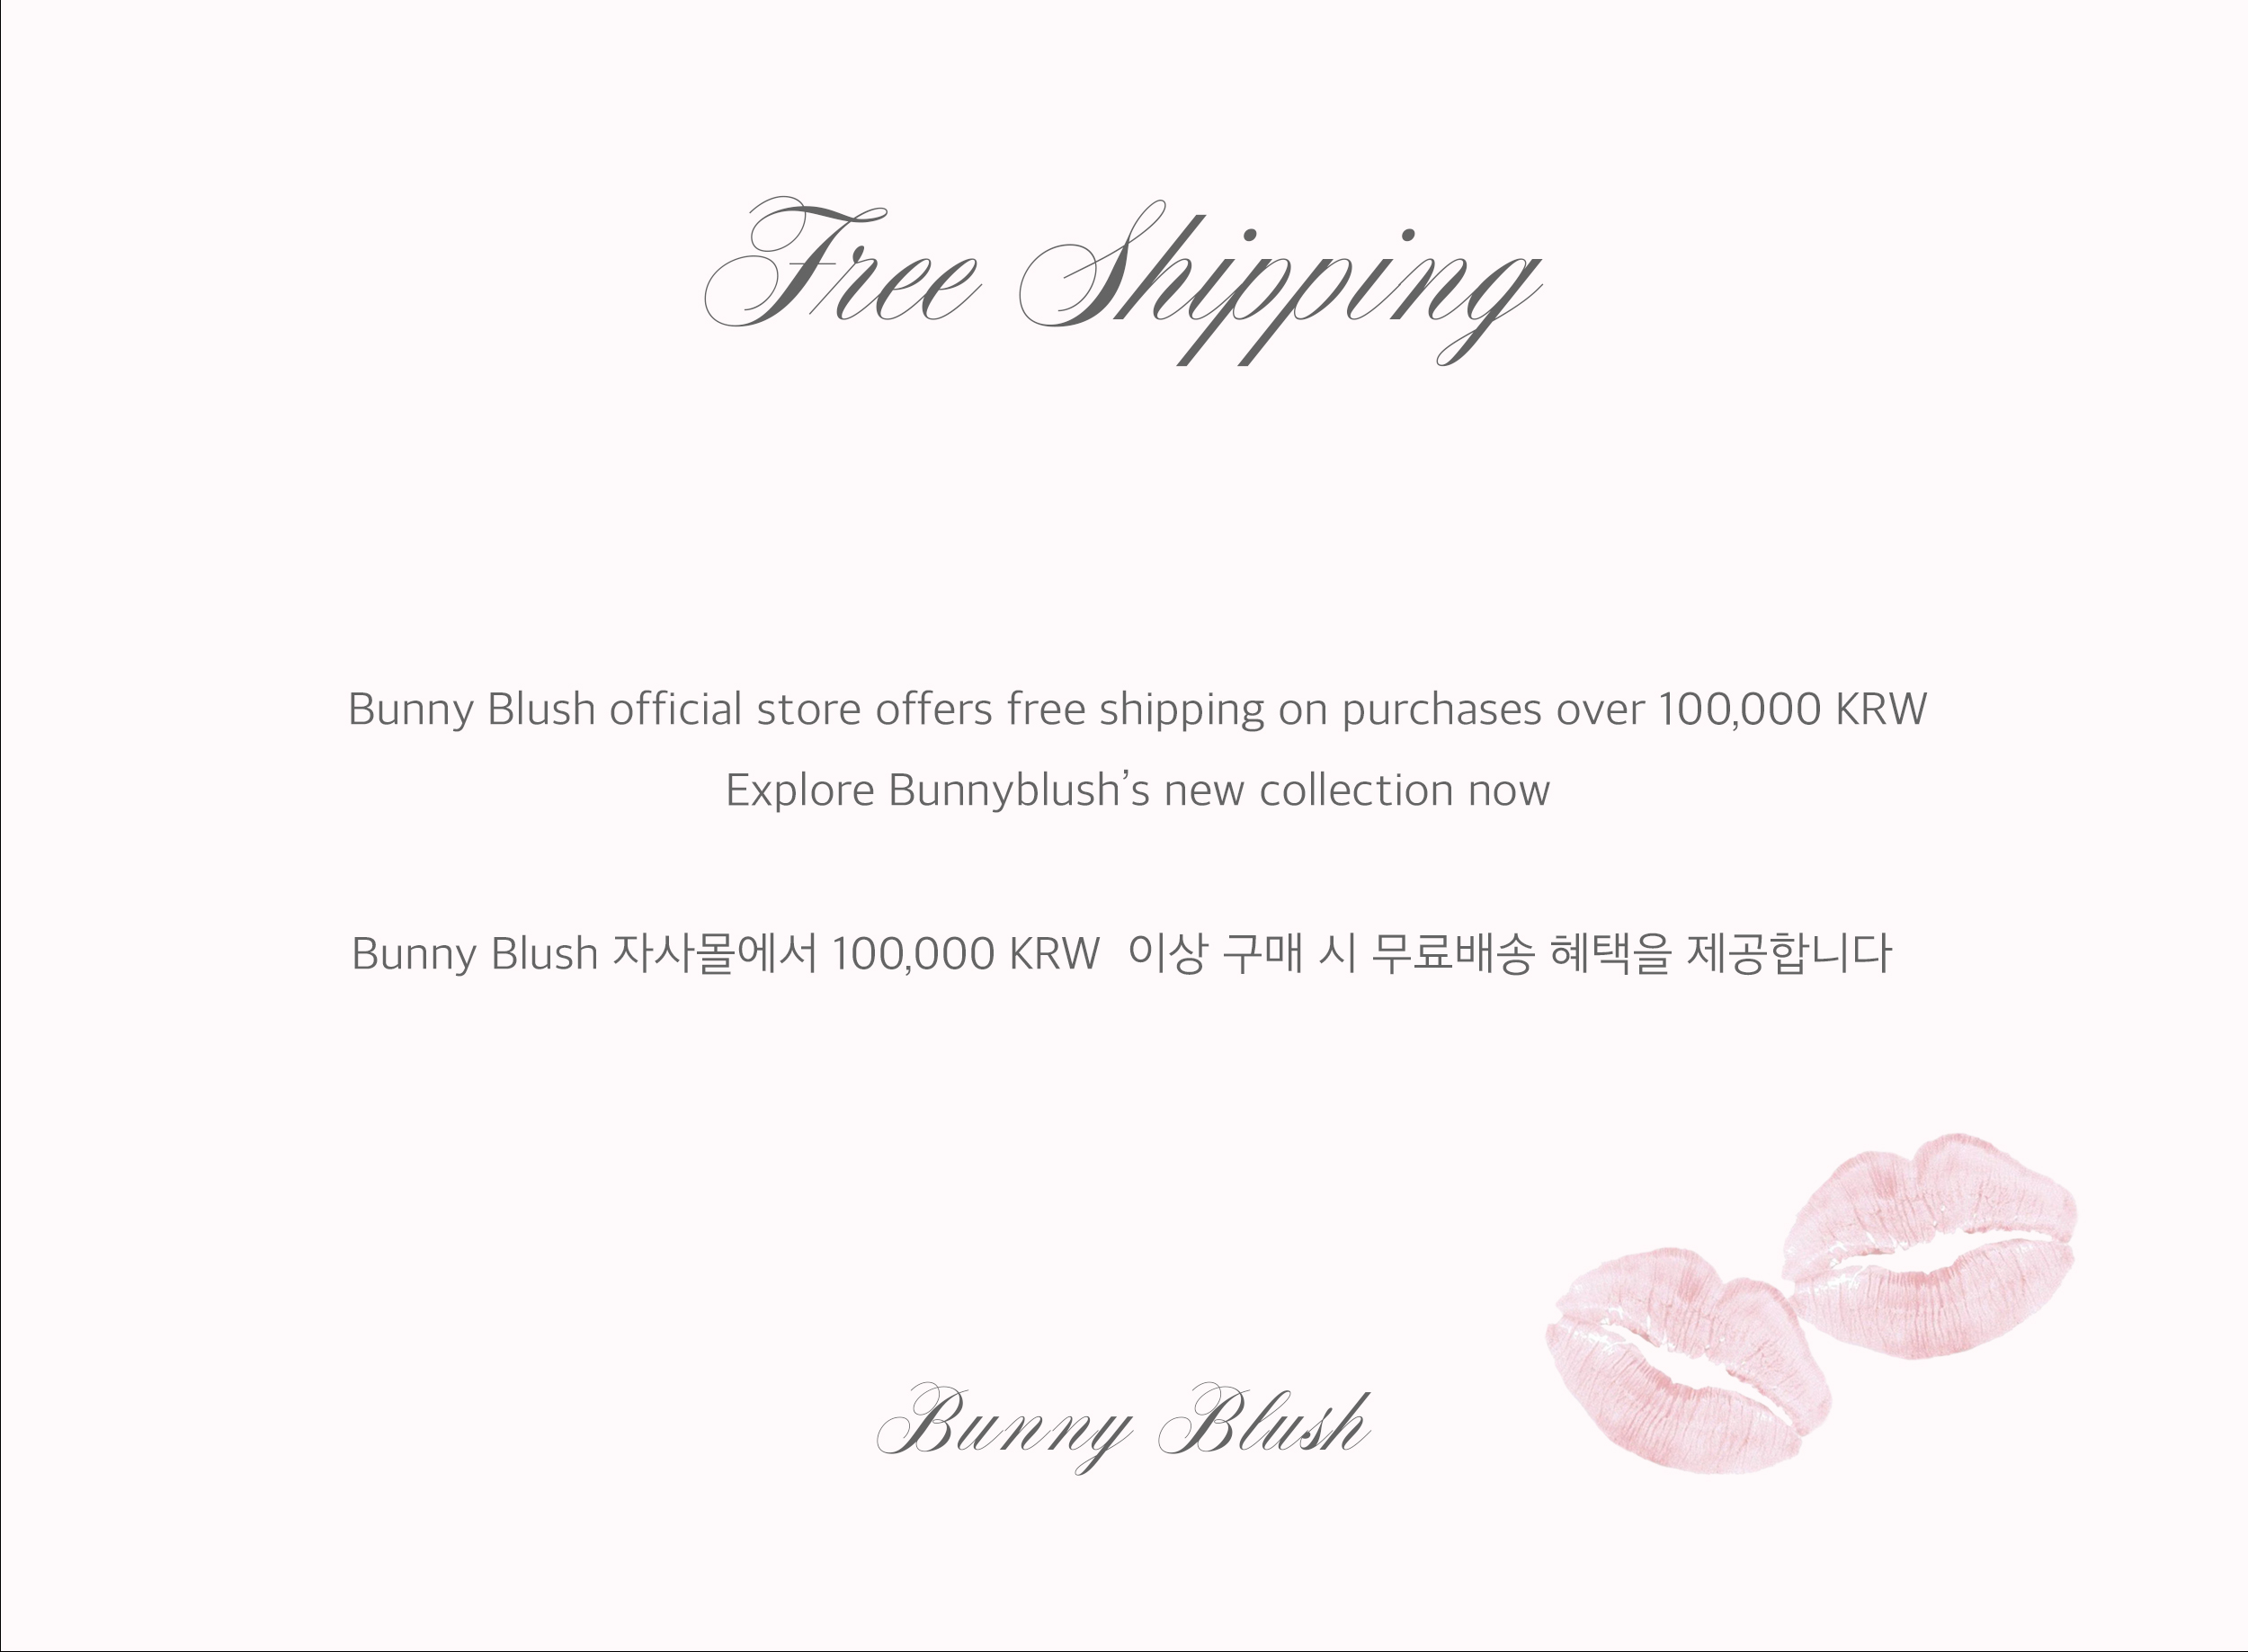 Free Shipping
Bunny Blush official store offers free shipping on purchases over 100,000 KRW
Explore Bunnyblush’s new collection now
Bunny Blush 자사몰에서 100,000 KRW  이상 구매 시 무료배송 혜택을 제공합니다
Bunny Blush